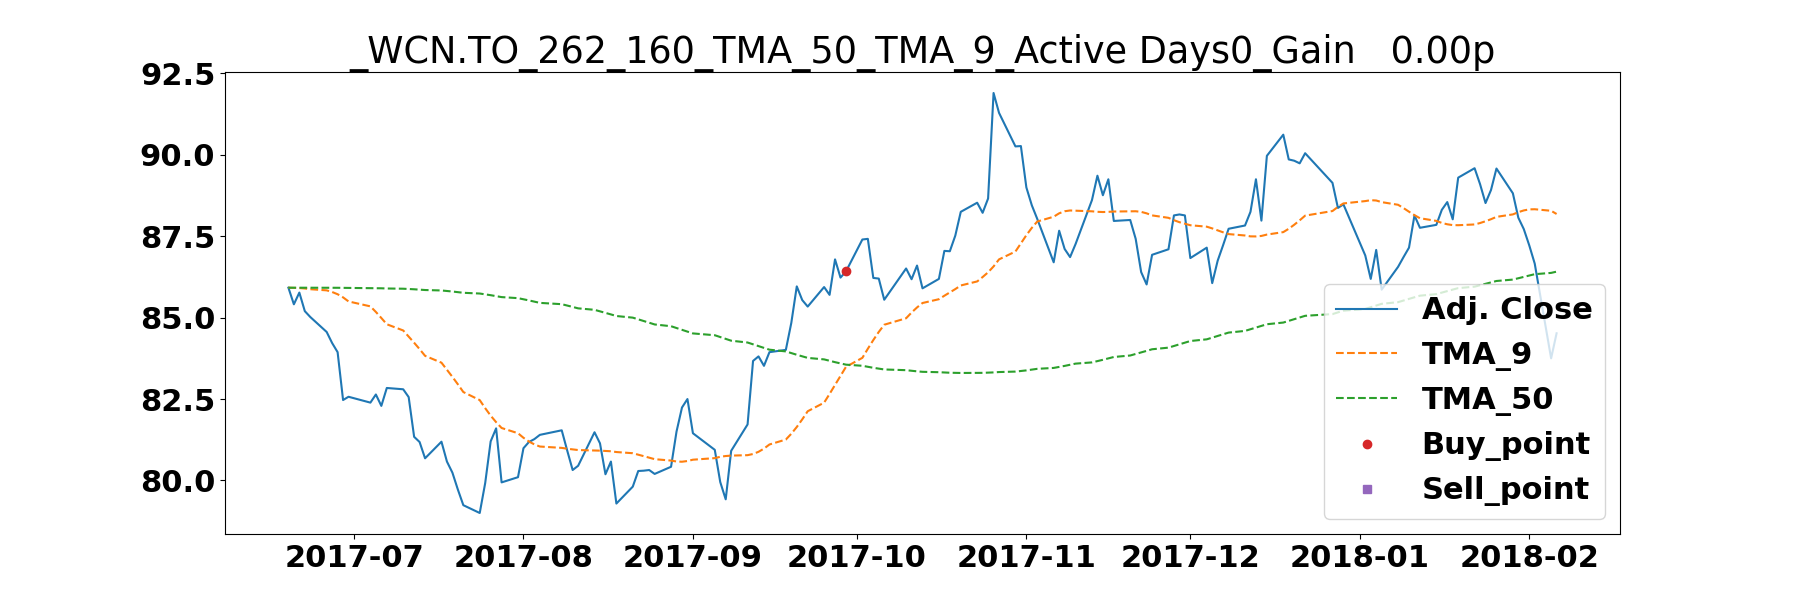 _WCN.TO_262_160_TMA_50_TMA_9_Active Days0_Gain   0.00p
92.5
90.0
87.5
85.0
82.5
80.0
Adj. Close
TMA_9
TMA_50
Buy_point
Sell_point
2017-07 2017-08 2017-09 2017-10 2017-11 2017-12 2018-01 2018-02